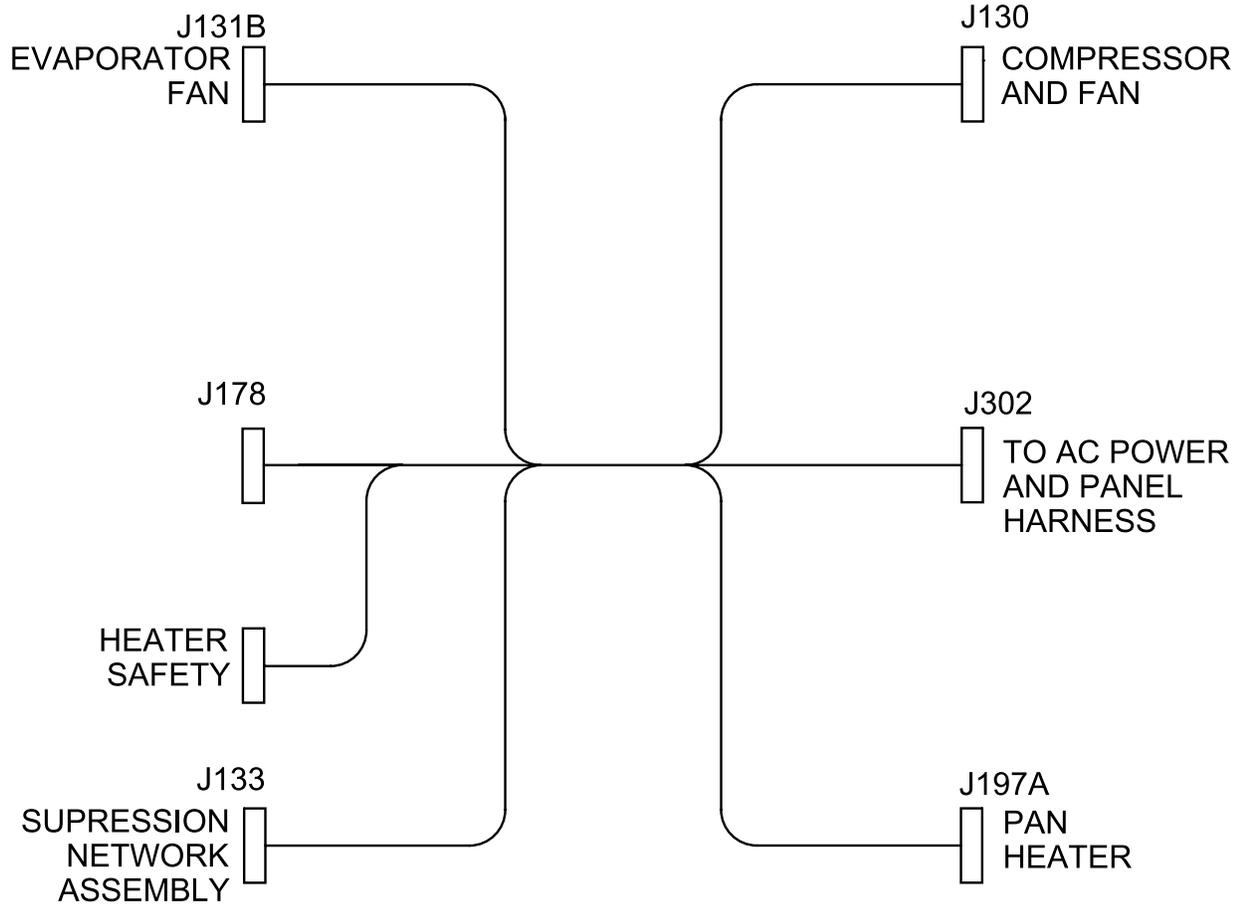 J131B
EVAPORATOR
FAN
J130
COMPRESSOR
AND FAN
J178
J302
TO AC POWER
AND PANEL
HARNESS
HEATER
SAFETY
J133
SUPRESSION
NETWORK
ASSEMBLY
J197A
PAN
HEATER